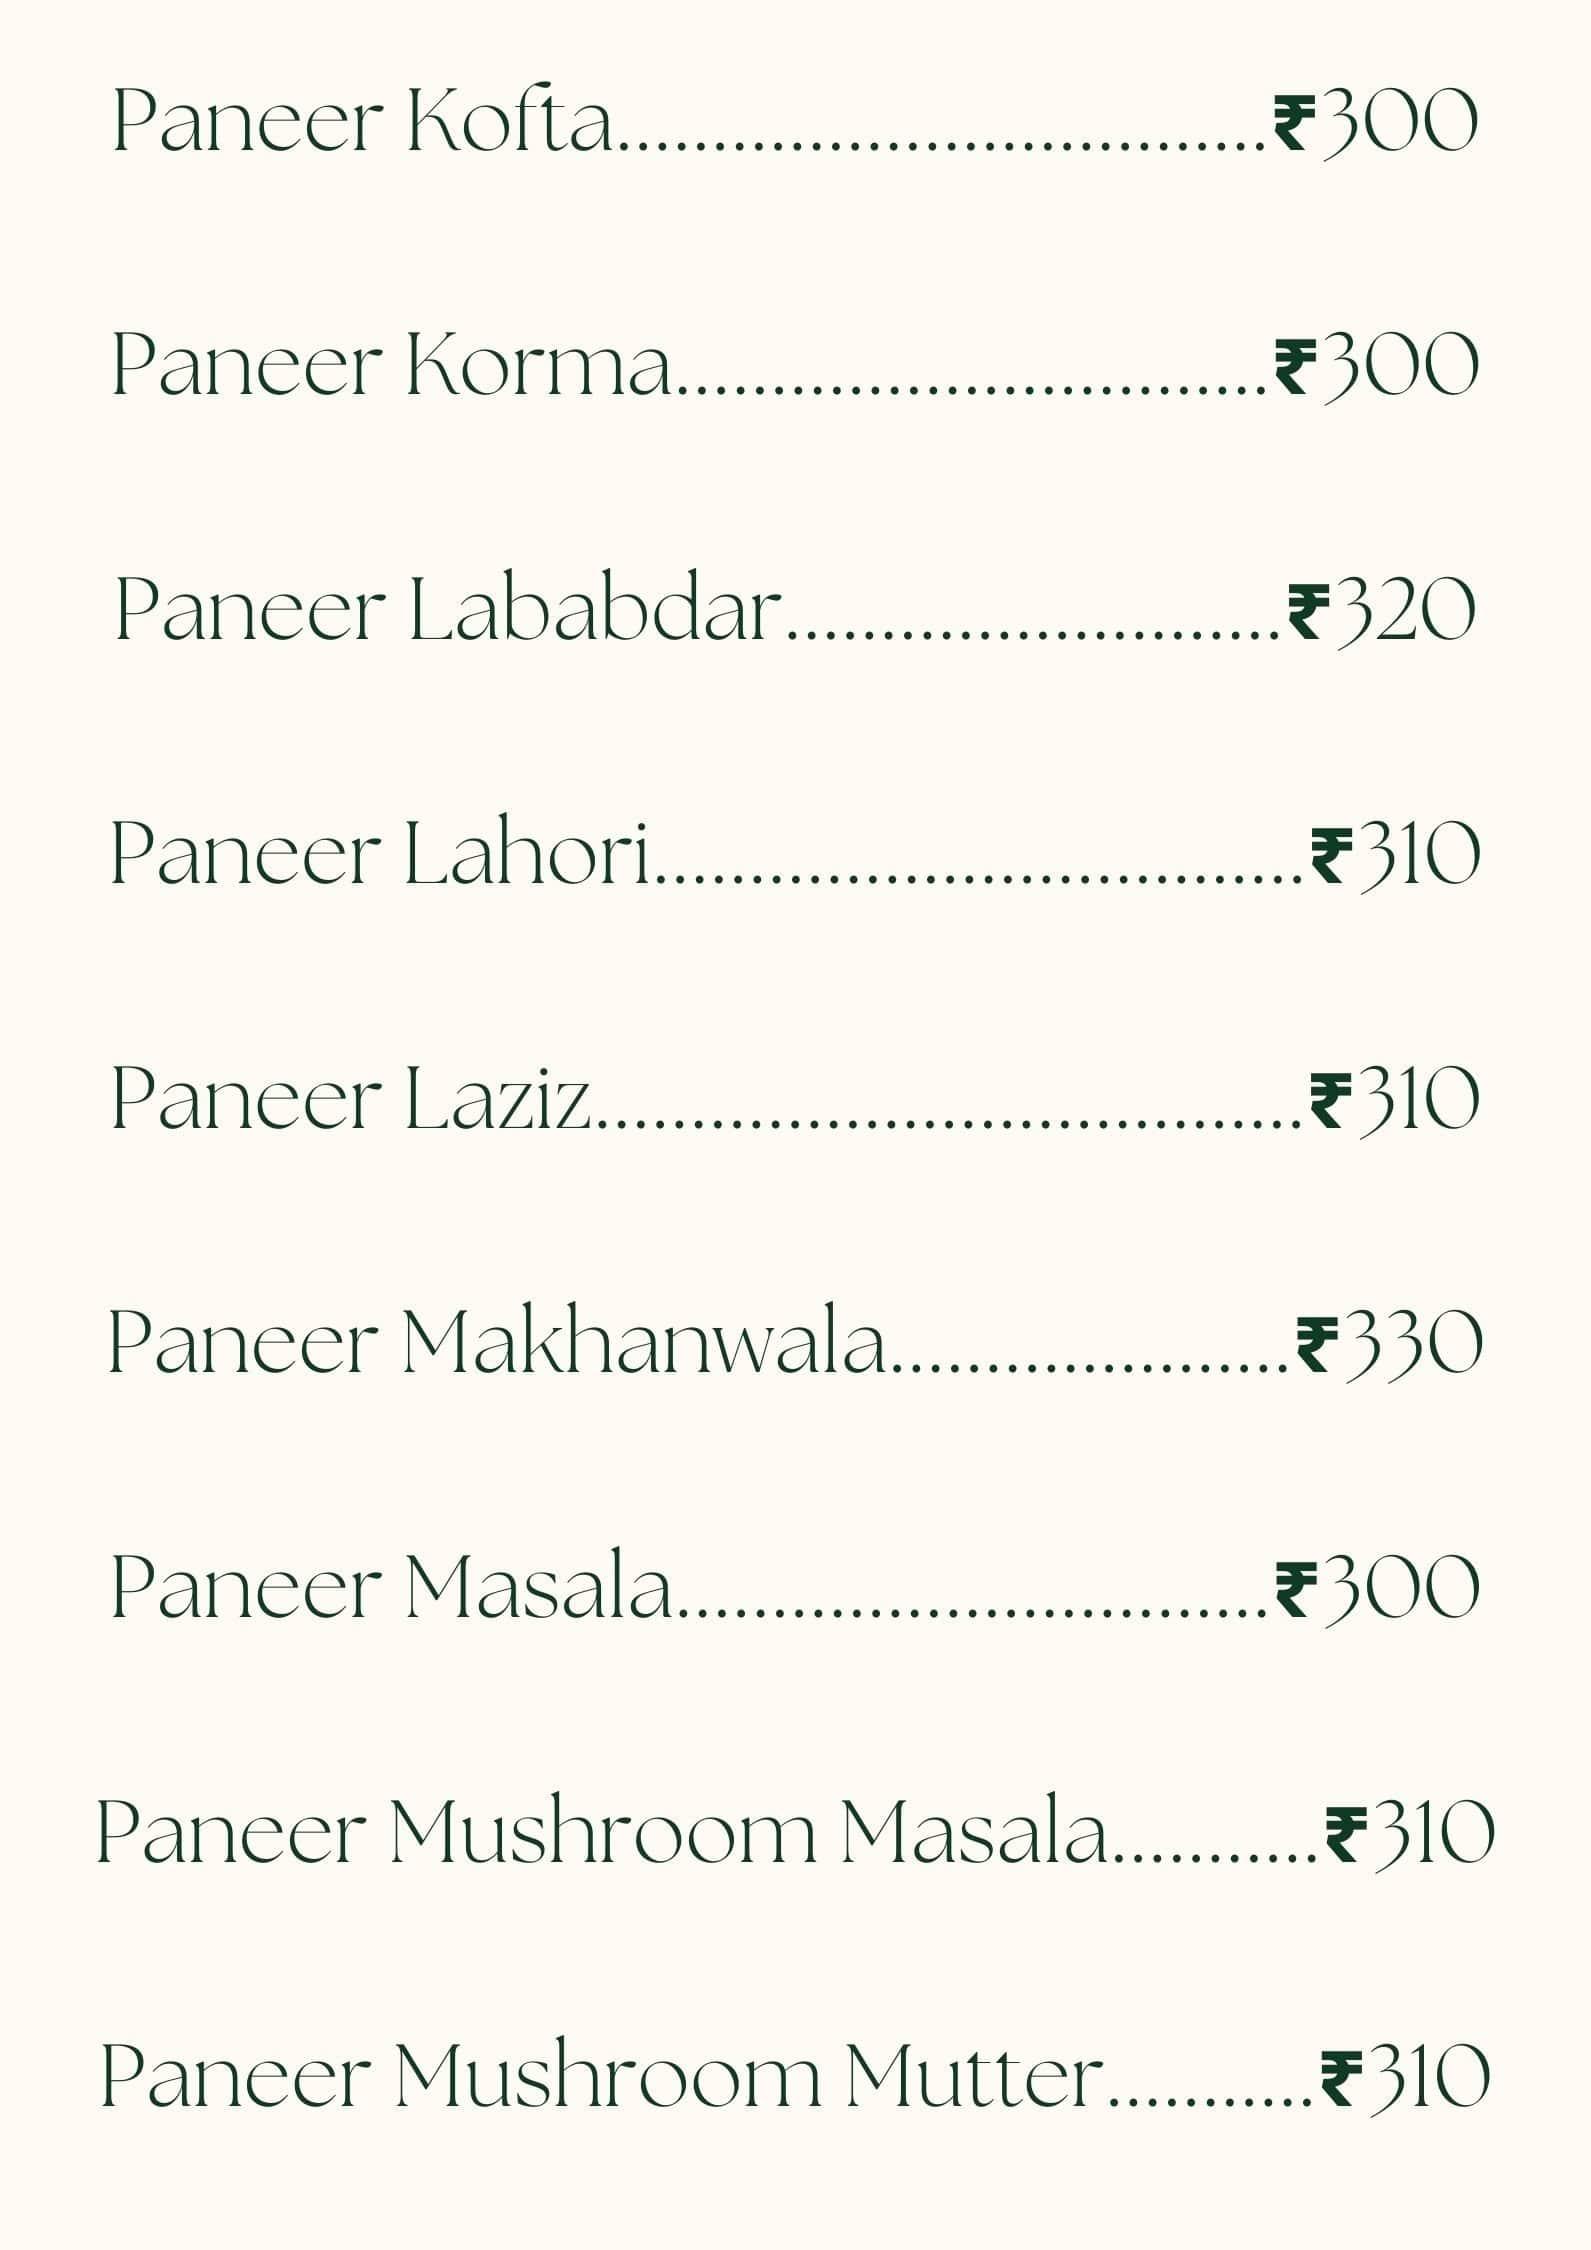 Paneer Kofta..................................₹300
Paneer Korma...............................₹300
Paneer Lababdar..........................₹320
Paneer Lahori..................................₹310
Paneer Laziz.....................................₹310
Paneer Makhanwala.....................₹330
Paneer Masala...............................₹300
Paneer Mushroom Masala...........₹310
Paneer Mushroom Mutter...........₹310